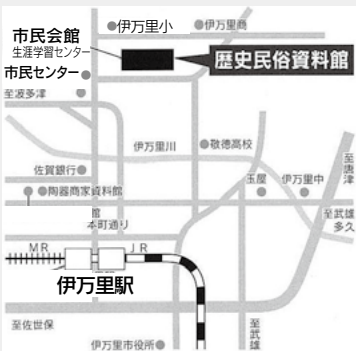 伊万里小
伊万里商
市民会館
生涯学習センター
歴史民俗資料館
市民センター
至波多津
伊万里川
敬徳高校
至唐津
佐賀銀行
玉屋
伊万里中
陶器商家資料館
館
本町通り
至武雄
多久
MR
JR
伊万里駅
至佐世保
至武雄
伊万里市役所